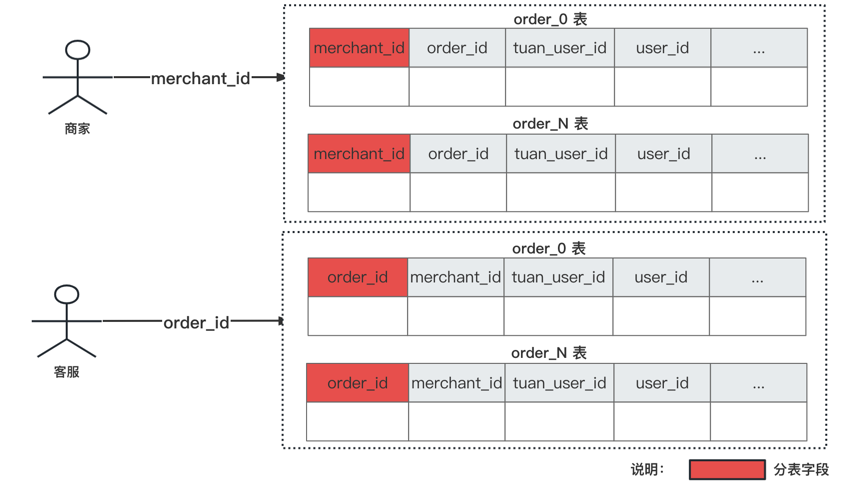 order_0 表
merchant_id order_id tuan_user_id user_id ...
merchant_id
商家
order_N 表
merchant_id order_id tuan_user_id user_id ...
order_0 表
order_id merchant_id tuan_user_id user_id ...
order_id
客服
order_N 表
order_id merchant_id tuan_user_id user_id ...
说明： 分表字段